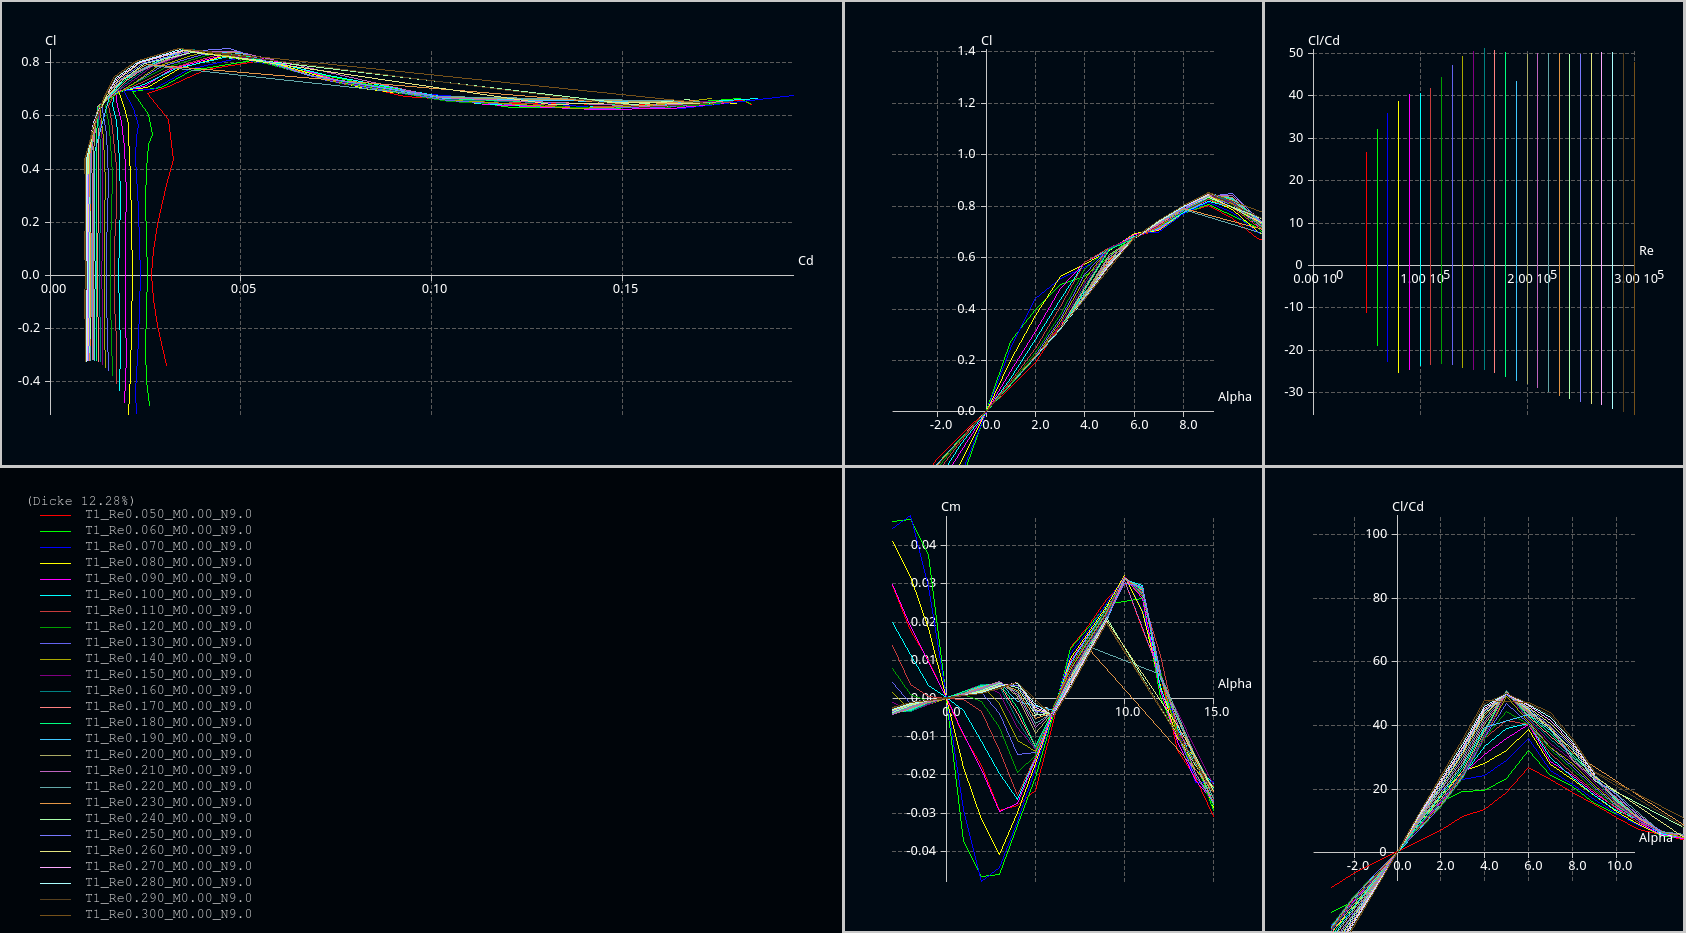 Cl
0.8
0.6
0.4
0.2
0.0
-0.2
-0.4
0.00
0.05
0.10
0.15
Cd
Cl
1.4
1.2
1.0
0.8
0.6
0.4
0.2
0.0
Alpha
-2.0
0.0
2.0
4.0
6.0
8.0
Cl/Cd
50
40
30
20
10
0
-10
-20
-30
Re
0.00 10^0
1.00 10^5
2.00 10^5
3.00 10^5
(Dicke 12.28%)
T1_Re0.050_M0.00_N9.0
T1_Re0.060_M0.00_N9.0
T1_Re0.070_M0.00_N9.0
T1_Re0.080_M0.00_N9.0
T1_Re0.090_M0.00_N9.0
T1_Re0.100_M0.00_N9.0
T1_Re0.110_M0.00_N9.0
T1_Re0.120_M0.00_N9.0
T1_Re0.130_M0.00_N9.0
T1_Re0.140_M0.00_N9.0
T1_Re0.150_M0.00_N9.0
T1_Re0.160_M0.00_N9.0
T1_Re0.170_M0.00_N9.0
T1_Re0.180_M0.00_N9.0
T1_Re0.190_M0.00_N9.0
T1_Re0.200_M0.00_N9.0
T1_Re0.210_M0.00_N9.0
T1_Re0.220_M0.00_N9.0
T1_Re0.230_M0.00_N9.0
T1_Re0.240_M0.00_N9.0
T1_Re0.250_M0.00_N9.0
T1_Re0.260_M0.00_N9.0
T1_Re0.270_M0.00_N9.0
T1_Re0.280_M0.00_N9.0
T1_Re0.290_M0.00_N9.0
T1_Re0.300_M0.00_N9.0
Cm
0.04
0.03
0.02
0.01
0.00
-0.01
-0.02
-0.03
-0.04
Alpha
0.0
10.0
15.0
Cl/Cd
100
80
60
40
20
0
Alpha
-2.0
0.0
2.0
4.0
6.0
8.0
10.0